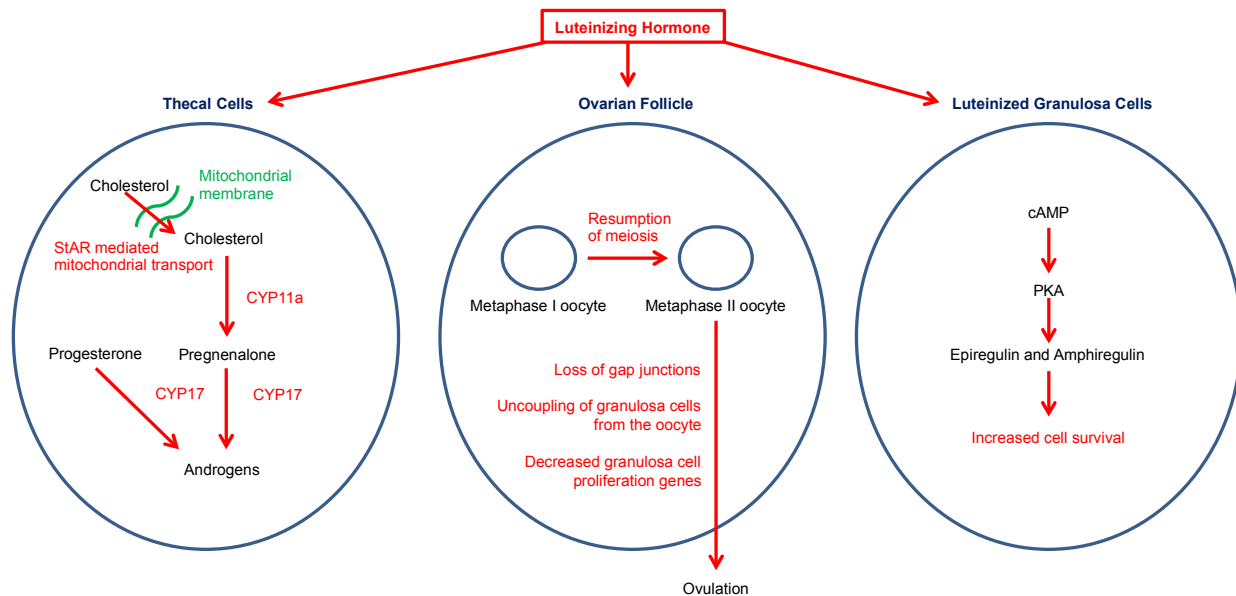 Luteinizing Hormone
Thecal Cells
Ovarian Follicle
Luteinized Granulosa Cells
Cholesterol
Mitochondrial
membrane
StAR mediated
mitochondrial transport
Cholesterol
CYP11a
Progesterone
Pregnenalone
CYP17
CYP17
Androgens
Resumption
of meiosis
Metaphase I oocyte
Metaphase II oocyte
Loss of gap junctions
Uncoupling of granulosa cells
from the oocyte
Decreased granulosa cell
proliferation genes
Ovulation
cAMP
PKA
Epiregulin and Amphiregulin
Increased cell survival